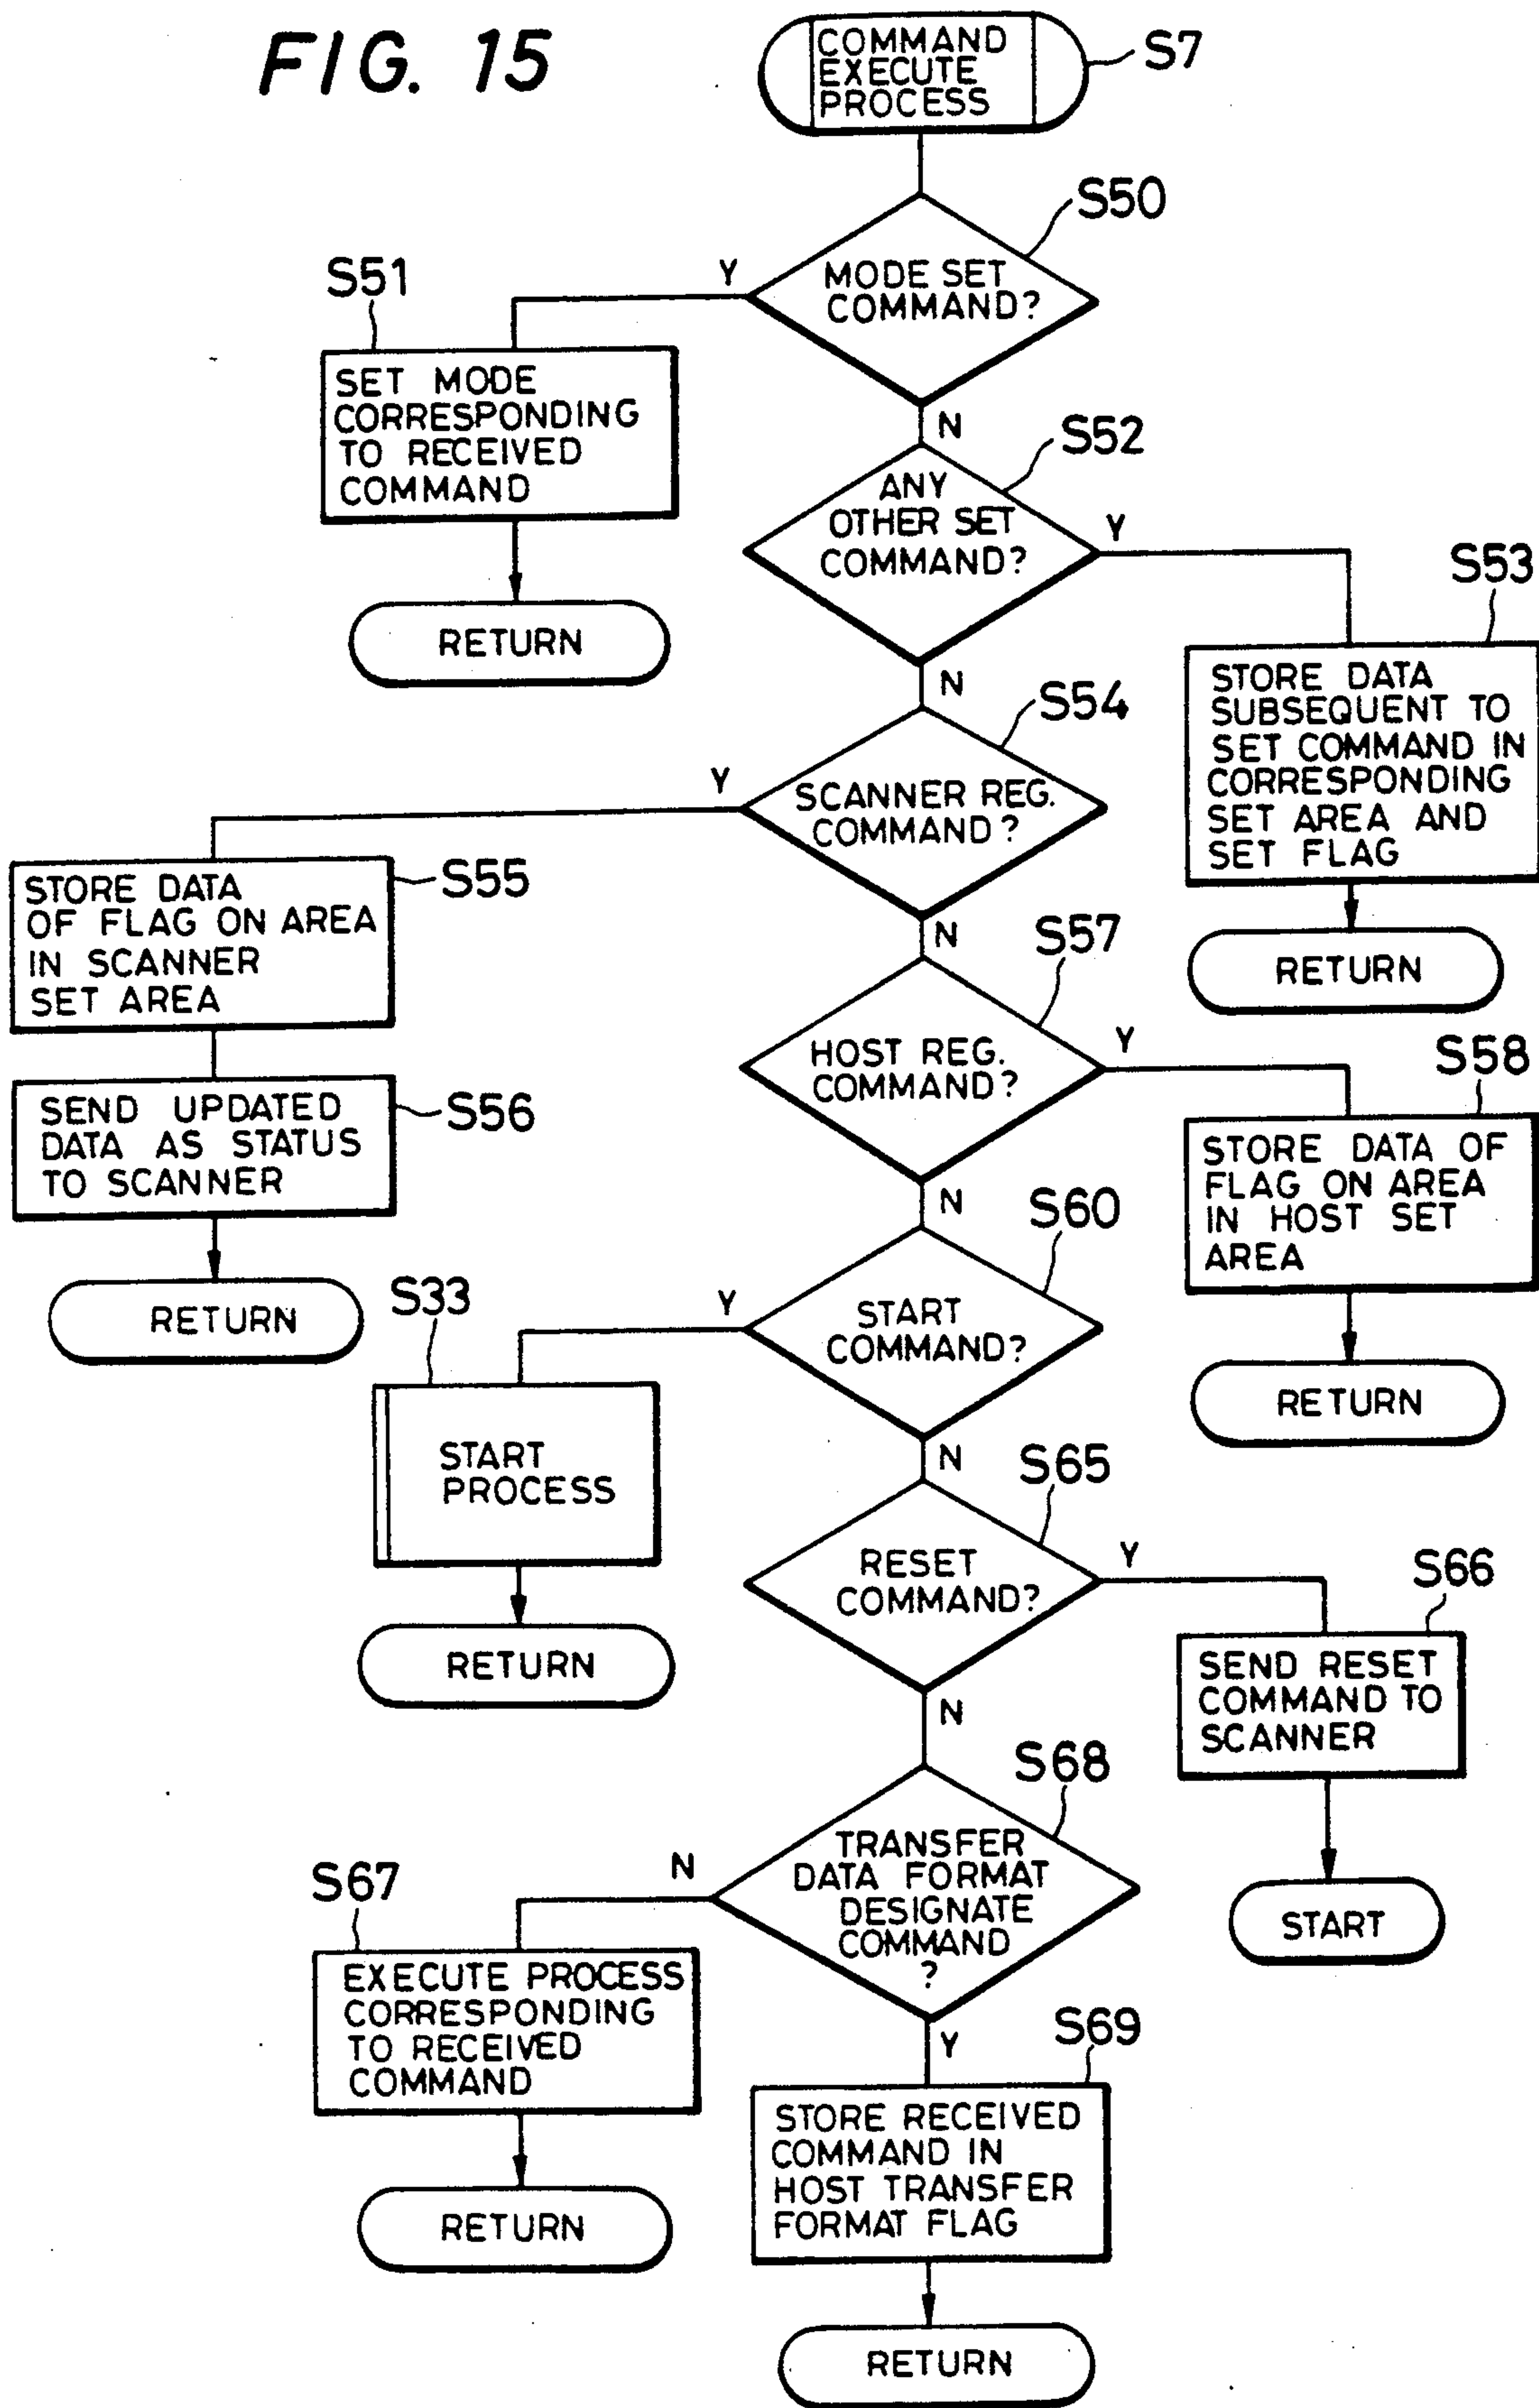 FIG. 15
COMMAND
EXECUTE
PROCESS
S7
S50
MODE SET
COMMAND?
Y
N
S51
SET MODE
CORRESPONDING
TO RECEIVED
COMMAND
RETURN
S52
ANY
OTHER SET
COMMAND?
Y
N
S53
STORE DATA
SUBSEQUENT TO
SET COMMAND IN
CORRESPONDING
SET AREA AND
SET FLAG
RETURN
S54
SCANNER REG.
COMMAND?
Y
N
S55
STORE DATA
OF FLAG ON AREA
IN SCANNER
SET AREA
S56
SEND UPDATED
DATA AS STATUS
TO SCANNER
RETURN
S57
HOST REG.
COMMAND?
Y
N
S58
STORE DATA OF
FLAG ON AREA
IN HOST SET
AREA
RETURN
S60
START
COMMAND?
Y
N
S33
START
PROCESS
RETURN
S65
RESET
COMMAND?
Y
N
S66
SEND RESET
COMMAND TO
SCANNER
START
S68
TRANSFER
DATA FORMAT
DESIGNATE
COMMAND
?
N
Y
S67
EXECUTE PROCESS
CORRESPONDING
TO RECEIVED
COMMAND
RETURN
S69
STORE RECEIVED
COMMAND IN
HOST TRANSFER
FORMAT FLAG
RETURN